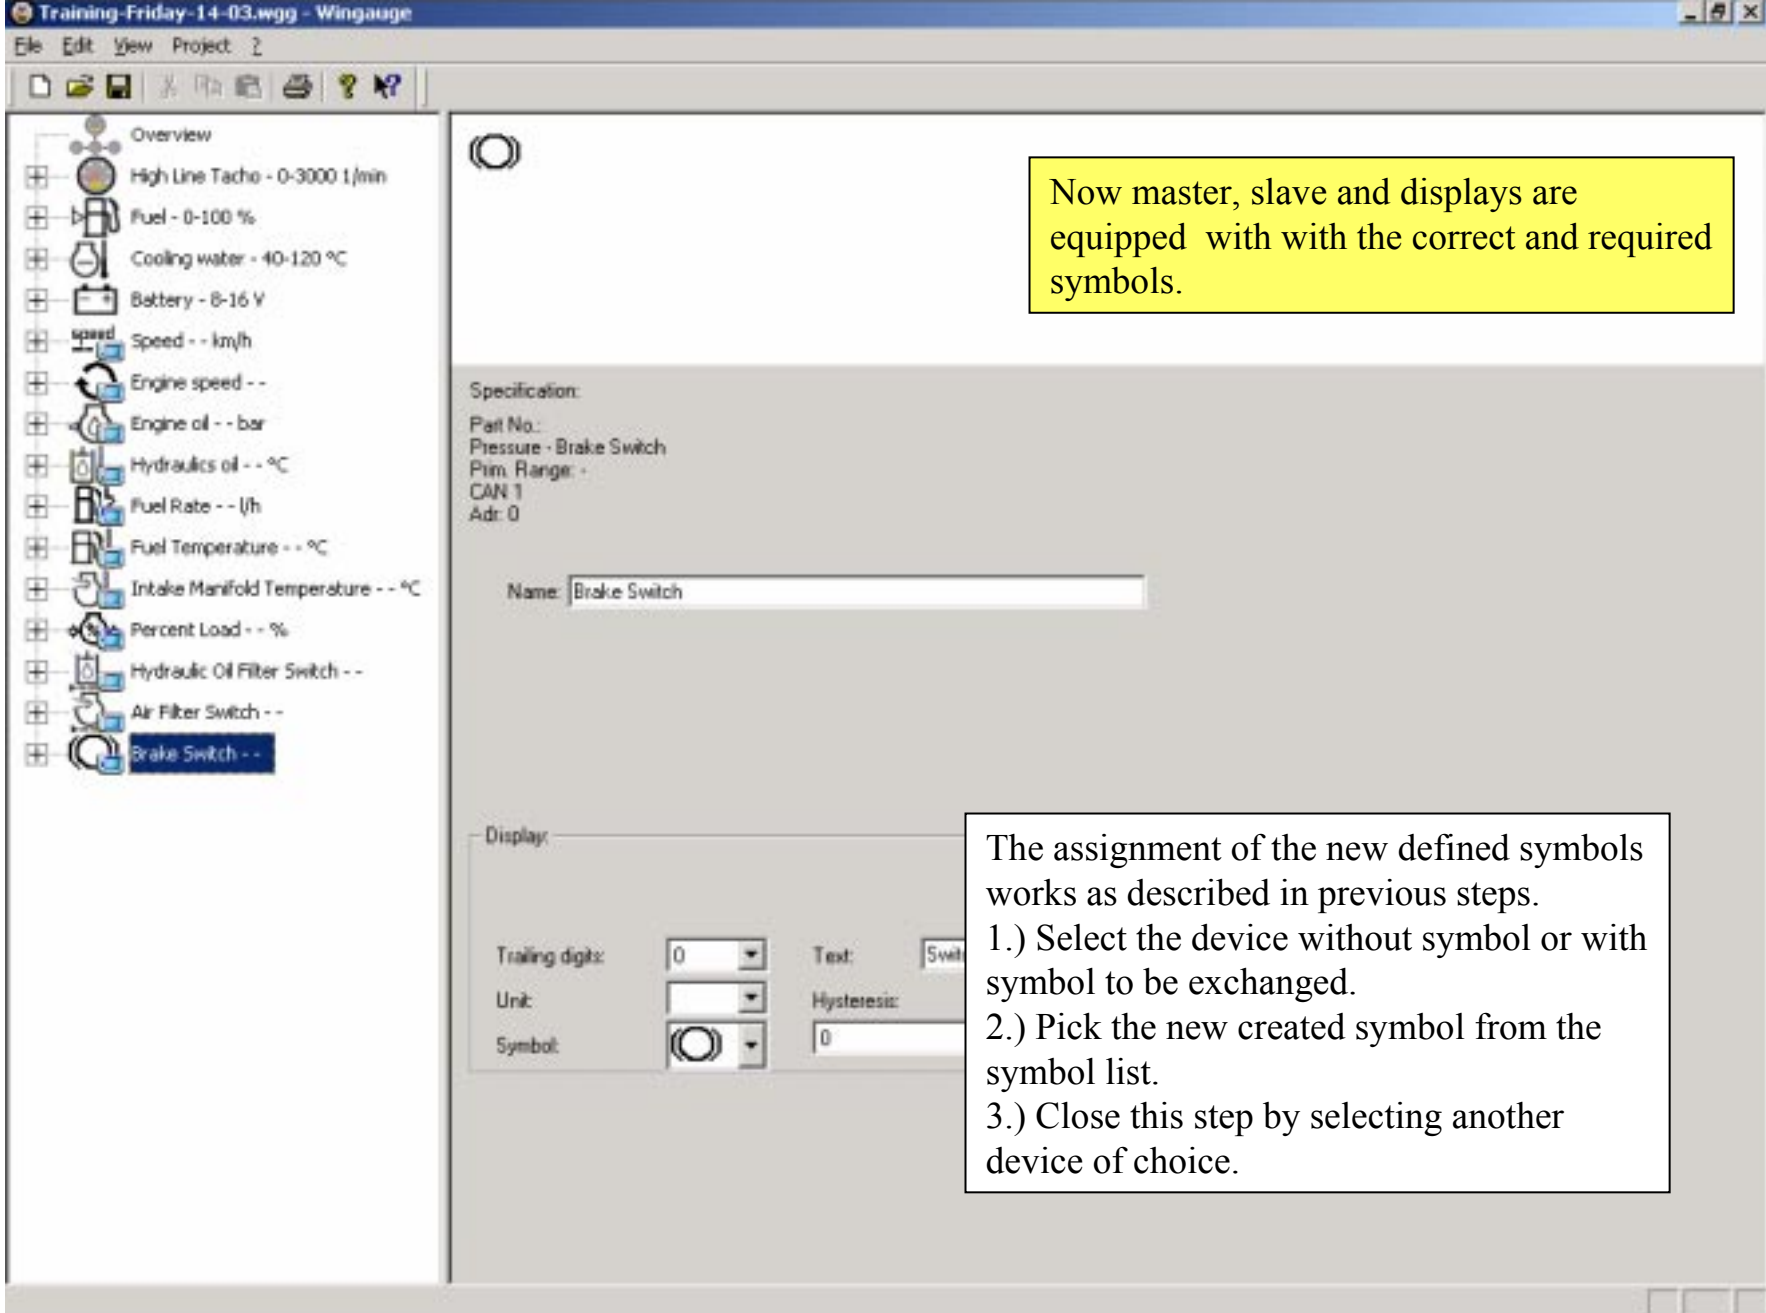 Training-Friday-14-03.wgg - Wingauge
File Edit View Project ?
Overview
High Line Tacho - 0-3000 1/min
Fuel - 0-100 %
Cooling water - 40-120 °C
Battery - 8-16 V
speed
Speed - - km/h
Engine speed - -
Engine oil - - bar
Hydraulics oil - - °C
Fuel Rate - - l/h
Fuel Temperature - - °C
Intake Manifold Temperature - - °C
Percent Load - - %
Hydraulic Oil Filter Switch - -
Air Filter Switch - -
Brake Switch - -
Now master, slave and displays are
equipped with with the correct and required
symbols.
Specification:
Part No.:
Pressure - Brake Switch
Prim. Range: -
CAN 1
Adr: 0
Name: Brake Switch
Display:
Trailing digits: 0 Text: Swit
Unit: Hysteresis:
Symbol: 0
The assignment of the new defined symbols
works as described in previous steps.
1.) Select the device without symbol or with
symbol to be exchanged.
2.) Pick the new created symbol from the
symbol list.
3.) Close this step by selecting another
device of choice.